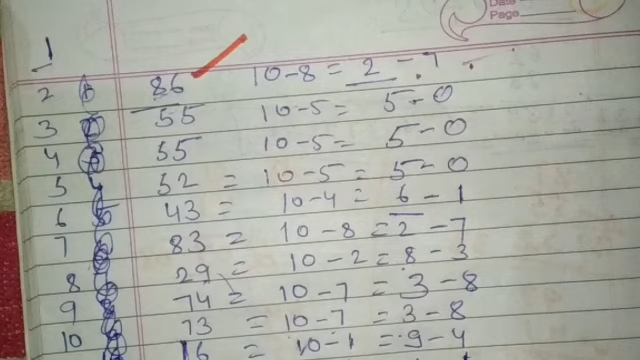 Date
Page
1
2 86 10-8= 2 - 7
3 55 10-5= 5-0
4 55 10-5= 5-0
5 52 = 10-5 = 5-0
6 43 = 10-4 = 6-1
7 83 = 10-8 = 2-7
8 29 = 10-2 = 8-3
9 74 = 10-7 = 3-8
10 73 = 10-7 = 3-8
16 = 10-1 = 9-4